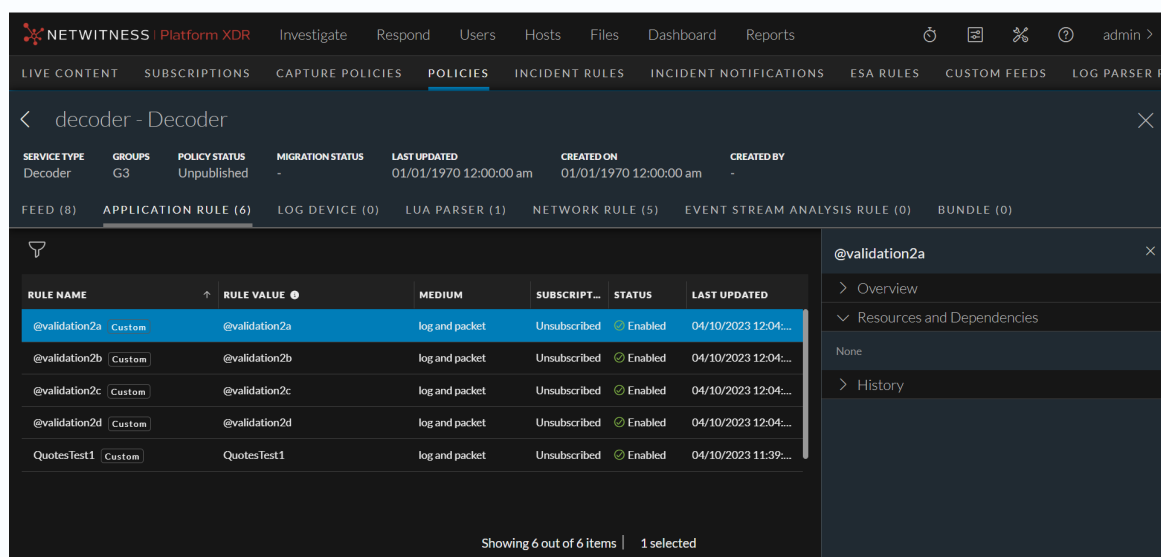 NETWITNESS | Platform XDR Investigate Respond Users Hosts Files Dashboard Reports admin >
LIVE CONTENT SUBSCRIPTIONS CAPTURE POLICIES POLICIES INCIDENT RULES INCIDENT NOTIFICATIONS ESA RULES CUSTOM FEEDS LOG PARSER
decoder - Decoder
SERVICE TYPE GROUPS POLICY STATUS MIGRATION STATUS LAST UPDATED CREATED ON CREATED BY
Decoder G3 Unpublished - 01/01/1970 12:00:00 am 01/01/1970 12:00:00 am -
FEED (8) APPLICATION RULE (6) LOG DEVICE (0) LUA PARSER (1) NETWORK RULE (5) EVENT STREAM ANALYSIS RULE (0) BUNDLE (0)
@validation2a
RULE NAME RULE VALUE MEDIUM SUBSCRIPT... STATUS LAST UPDATED
Overview
@validation2a Custom @validation2a log and packet Unsubscribed Enabled 04/10/2023 12:04:...
Resources and Dependencies
@validation2b Custom @validation2b log and packet Unsubscribed Enabled 04/10/2023 12:04:...
None
@validation2c Custom @validation2c log and packet Unsubscribed Enabled 04/10/2023 12:04:...
History
@validation2d Custom @validation2d log and packet Unsubscribed Enabled 04/10/2023 12:04:...
QuotesTest1 Custom QuotesTest1 log and packet Unsubscribed Enabled 04/10/2023 11:39:...
Showing 6 out of 6 items | 1 selected